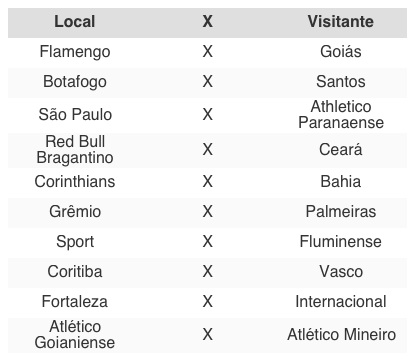 Local X Visitante
Flamengo X Goiás
Botafogo X Santos
São Paulo X Athletico
Paranaense
Red Bull
Bragantino X Ceará
Corinthians X Bahia
Grêmio X Palmeiras
Sport X Fluminense
Coritiba X Vasco
Fortaleza X Internacional
Atlético
Goianiense X Atlético Mineiro